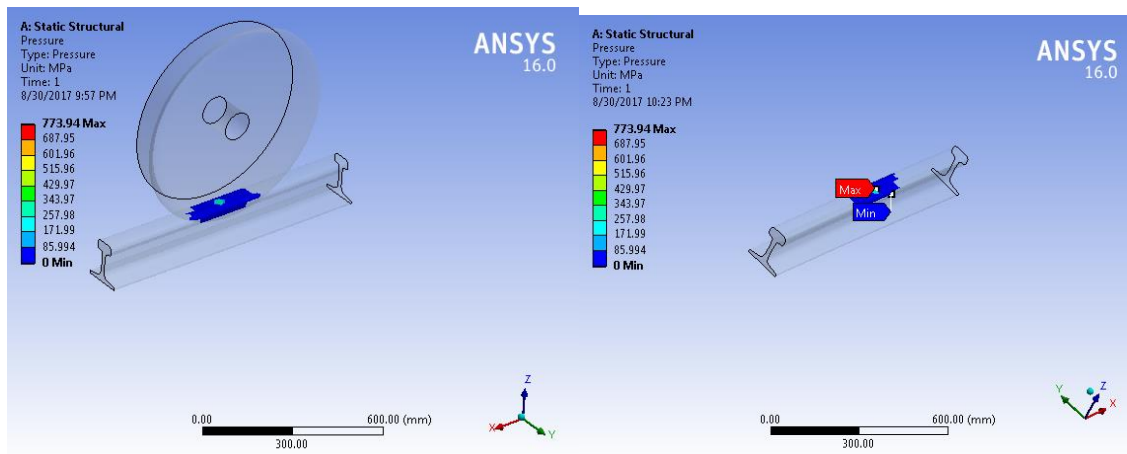 A: Static Structural
Pressure
Type: Pressure
Unit: MPa
Time: 1
8/30/2017 9:57 PM
773.94 Max
687.95
601.96
515.96
429.97
343.97
257.98
171.99
85.994
0 Min
ANSYS
16.0
0.00
600.00 (mm)
300.00
Z
X
Y
A: Static Structural
Pressure
Type: Pressure
Unit: MPa
Time: 1
8/30/2017 10:23 PM
773.94 Max
687.95
601.96
515.96
429.97
343.97
257.98
171.99
85.994
0 Min
ANSYS
16.0
Max
Min
0.00
600.00 (mm)
300.00
Y
Z
X